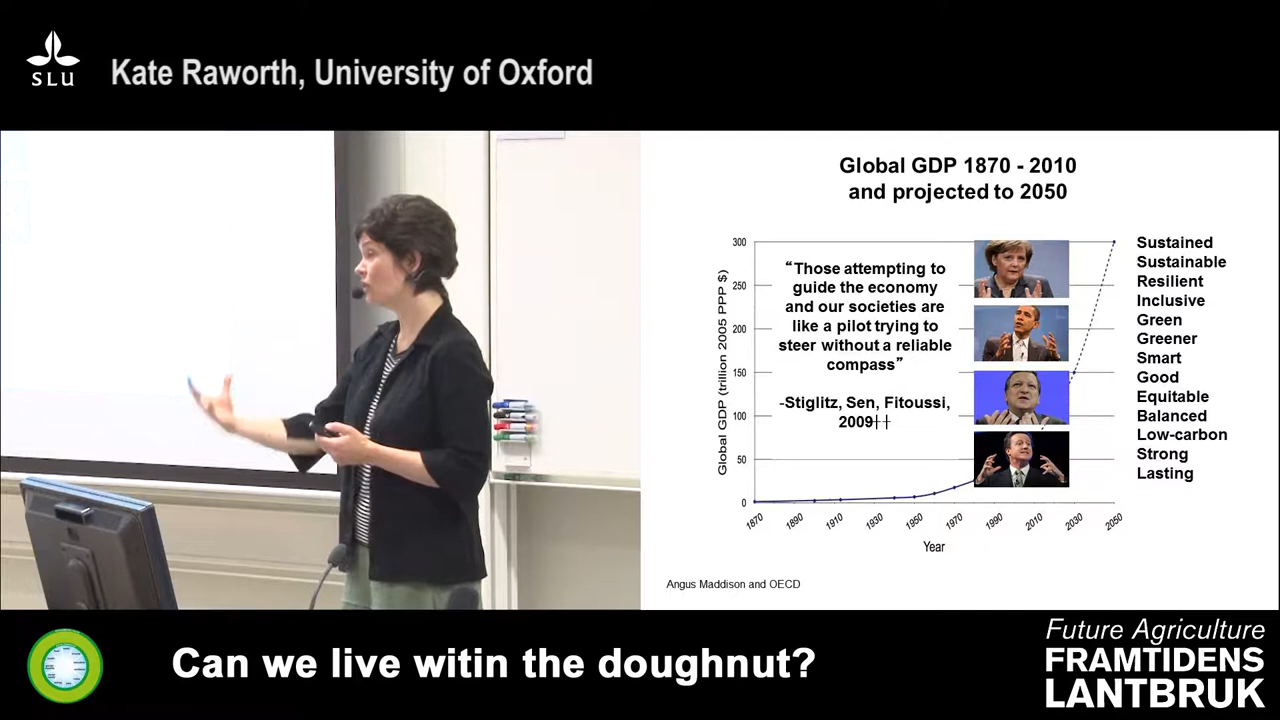 SLU
Kate Raworth, University of Oxford
Global GDP 1870 - 2010
and projected to 2050
Global GDP (trillion 2005 PPP $)
300
250
200
150
100
50
0
“Those attempting to
guide the economy
and our societies are
like a pilot trying to
steer without a reliable
compass”
-Stiglitz, Sen, Fitoussi,
2009┼┼
1870
1890
1910
1930
1950
1970
1990
2010
2030
2050
Year
Sustained
Sustainable
Resilient
Inclusive
Green
Greener
Smart
Good
Equitable
Balanced
Low-carbon
Strong
Lasting
Angus Maddison and OECD
Can we live witin the doughnut?
Future Agriculture
FRAMTIDENS
LANTBRUK